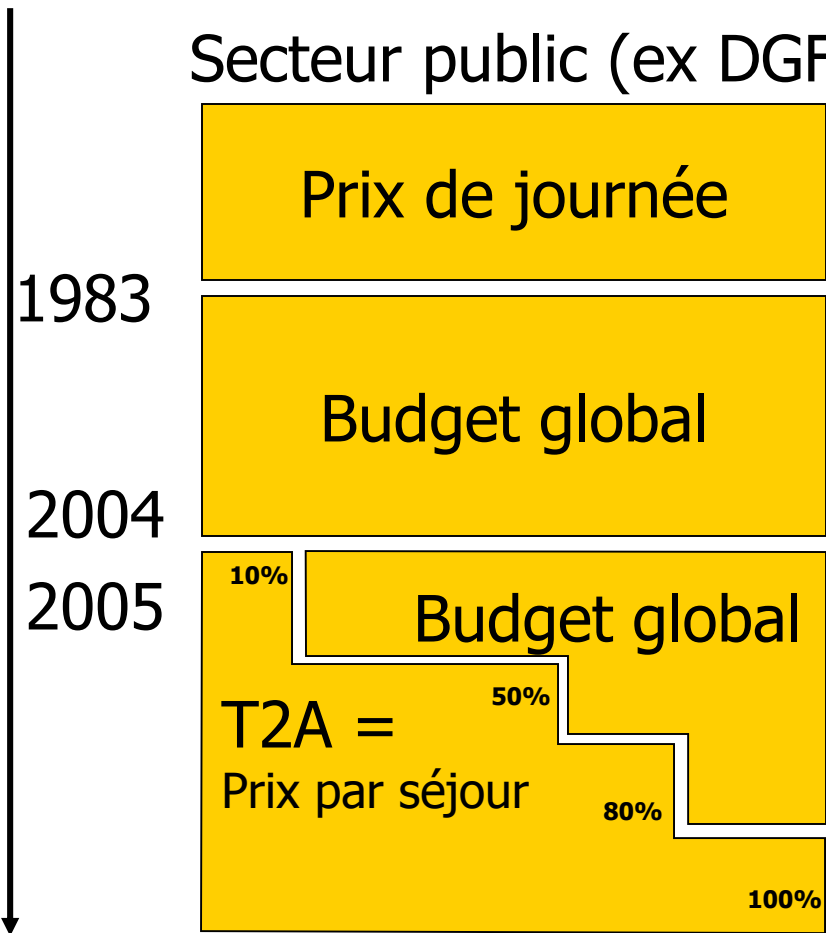 Secteur public (ex DGF
Prix de journée
1983
Budget global
2004
2005
10%
Budget global
50%
T2A =
Prix par séjour
80%
100%